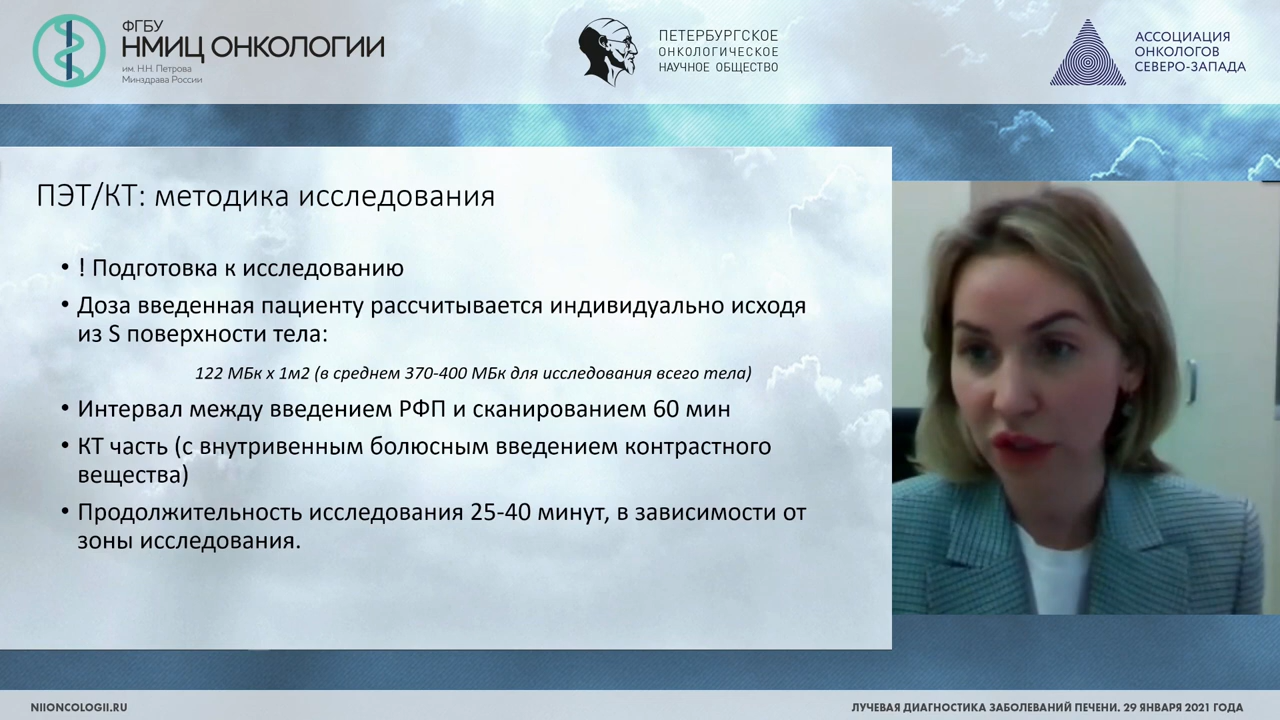 ФГБУ
НМИЦ ОНКОЛОГИИ
им. Н.Н. Петрова
Минздрава России
ПЕТЕРБУРГСКОЕ
ОНКОЛОГИЧЕСКОЕ
НАУЧНОЕ ОБЩЕСТВО
АССОЦИАЦИЯ
ОНКОЛОГОВ
СЕВЕРО-ЗАПАДА
ПЭТ/КТ: методика исследования
• ! Подготовка к исследованию
• Доза введенная пациенту рассчитывается индивидуально исходя
из S поверхности тела:
122 МБк х 1м2 (в среднем 370-400 МБк для исследования всего тела)
• Интервал между введением РФП и сканированием 60 мин
• КТ часть (с внутривенным болюсным введением контрастного
вещества)
• Продолжительность исследования 25-40 минут, в зависимости от
зоны исследования.
NIIONCOLOGII.RU
ЛУЧЕВАЯ ДИАГНОСТИКА ЗАБОЛЕВАНИЙ ПЕЧЕНИ. 29 ЯНВАРЯ 2021 ГОДА